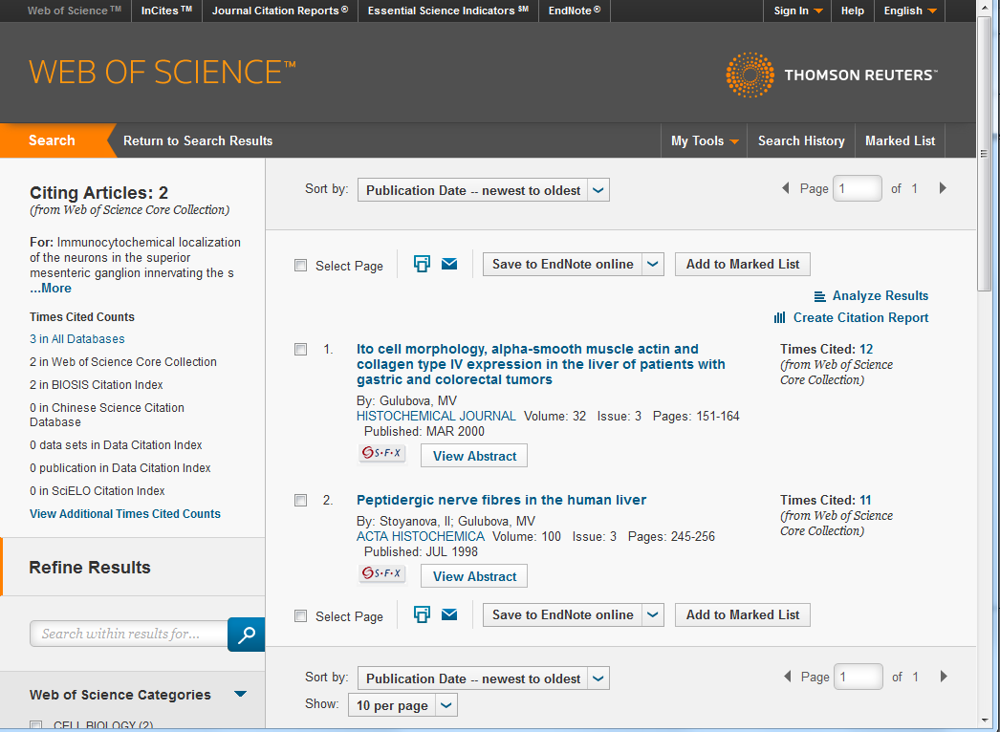 Web of Science™ InCites™ Journal Citation Reports® Essential Science Indicators℠ EndNote® Sign In Help English
WEB OF SCIENCE™
THOMSON REUTERS™
Search Return to Search Results My Tools Search History Marked List
Citing Articles: 2
(from Web of Science Core Collection)
For: Immunocytochemical localization
of the neurons in the superior
mesenteric ganglion innervating the s
...More
Times Cited Counts
3 in All Databases
2 in Web of Science Core Collection
2 in BIOSIS Citation Index
0 in Chinese Science Citation
Database
0 data sets in Data Citation Index
0 publication in Data Citation Index
0 in SciELO Citation Index
View Additional Times Cited Counts
Refine Results
Search within results for...
Web of Science Categories
CELL BIOLOGY (2)
Sort by: Publication Date -- newest to oldest Page 1 of 1
Select Page Save to EndNote online Add to Marked List
Analyze Results
Create Citation Report
1. Ito cell morphology, alpha-smooth muscle actin and
collagen type IV expression in the liver of patients with
gastric and colorectal tumors
By: Gulubova, MV
HISTOCHEMICAL JOURNAL Volume: 32 Issue: 3 Pages: 151-164
Published: MAR 2000
S·F·X View Abstract
Times Cited: 12
(from Web of Science
Core Collection)
2. Peptidergic nerve fibres in the human liver
By: Stoyanova, II; Gulubova, MV
ACTA HISTOCHEMICA Volume: 100 Issue: 3 Pages: 245-256
Published: JUL 1998
S·F·X View Abstract
Times Cited: 11
(from Web of Science
Core Collection)
Select Page Save to EndNote online Add to Marked List
Sort by: Publication Date -- newest to oldest Page 1 of 1
Show: 10 per page